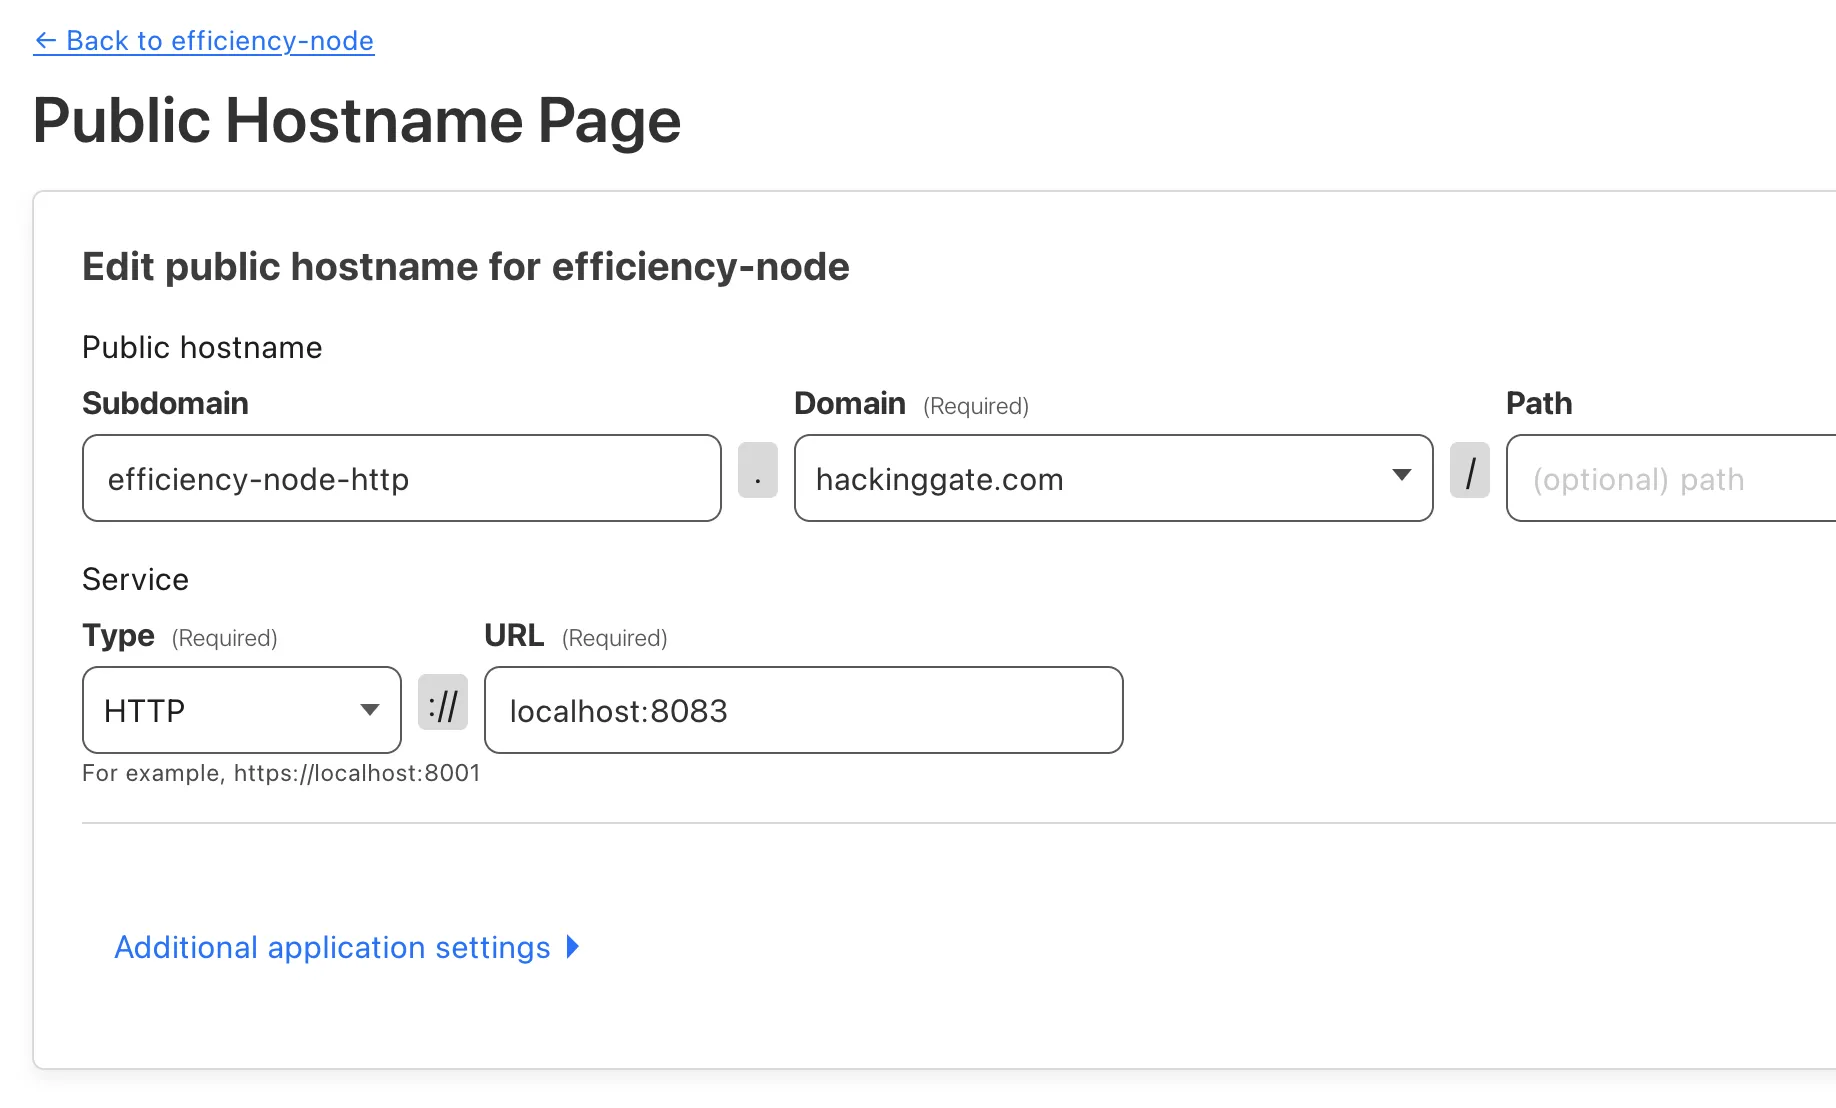 ← Back to efficiency-node
Public Hostname Page
Edit public hostname for efficiency-node
Public hostname
Subdomain Domain (Required) Path
efficiency-node-http . hackinggate.com / (optional) path
Service
Type (Required) URL (Required)
HTTP :// localhost:8083
For example, https://localhost:8001
Additional application settings